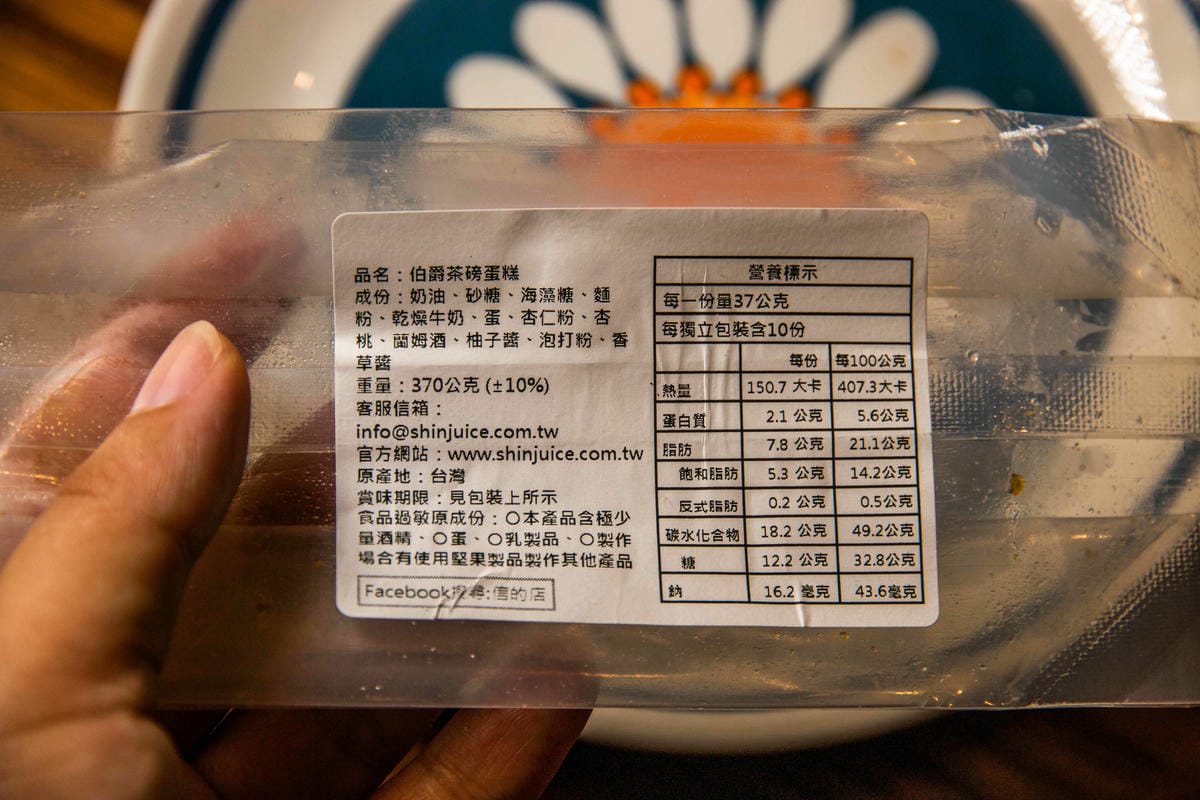 品名：伯爵茶磅蛋糕
成份：奶油、砂糖、海藻糖、麵
粉、乾燥牛奶、蛋、杏仁粉、杏
桃、蘭姆酒、柚子醬、泡打粉、香
草醬
重量：370公克 (±10%)
客服信箱：
info@shinjuice.com.tw
官方網站：www.shinjuice.com.tw
原產地：台灣
賞味期限：見包裝上所示
食品過敏原成份：○本產品含極少
量酒精、○蛋、○乳製品、○製作
場合有使用堅果製品製作其他產品
Facebook搜尋:信的店
營養標示
每一份量37公克
每獨立包裝含10份
每份 每100公克
熱量 150.7 大卡 407.3大卡
蛋白質 2.1 公克 5.6公克
脂肪 7.8 公克 21.1公克
飽和脂肪 5.3 公克 14.2公克
反式脂肪 0.2 公克 0.5公克
碳水化合物 18.2 公克 49.2公克
糖 12.2 公克 32.8公克
鈉 16.2 毫克 43.6毫克